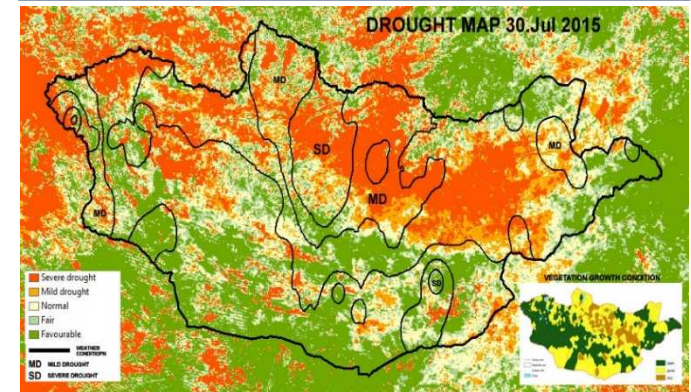 DROUGHT MAP 30.Jul 2015
MD
SD
MD
MD
MD
SD
Severe drought
Mild drought
Normal
Fair
Favourable
WEATHER
CONDITIOPN
MD MILD DROUGHT
SD SEVERE DROUGHT
VEGETATION GROWTH CONDITION